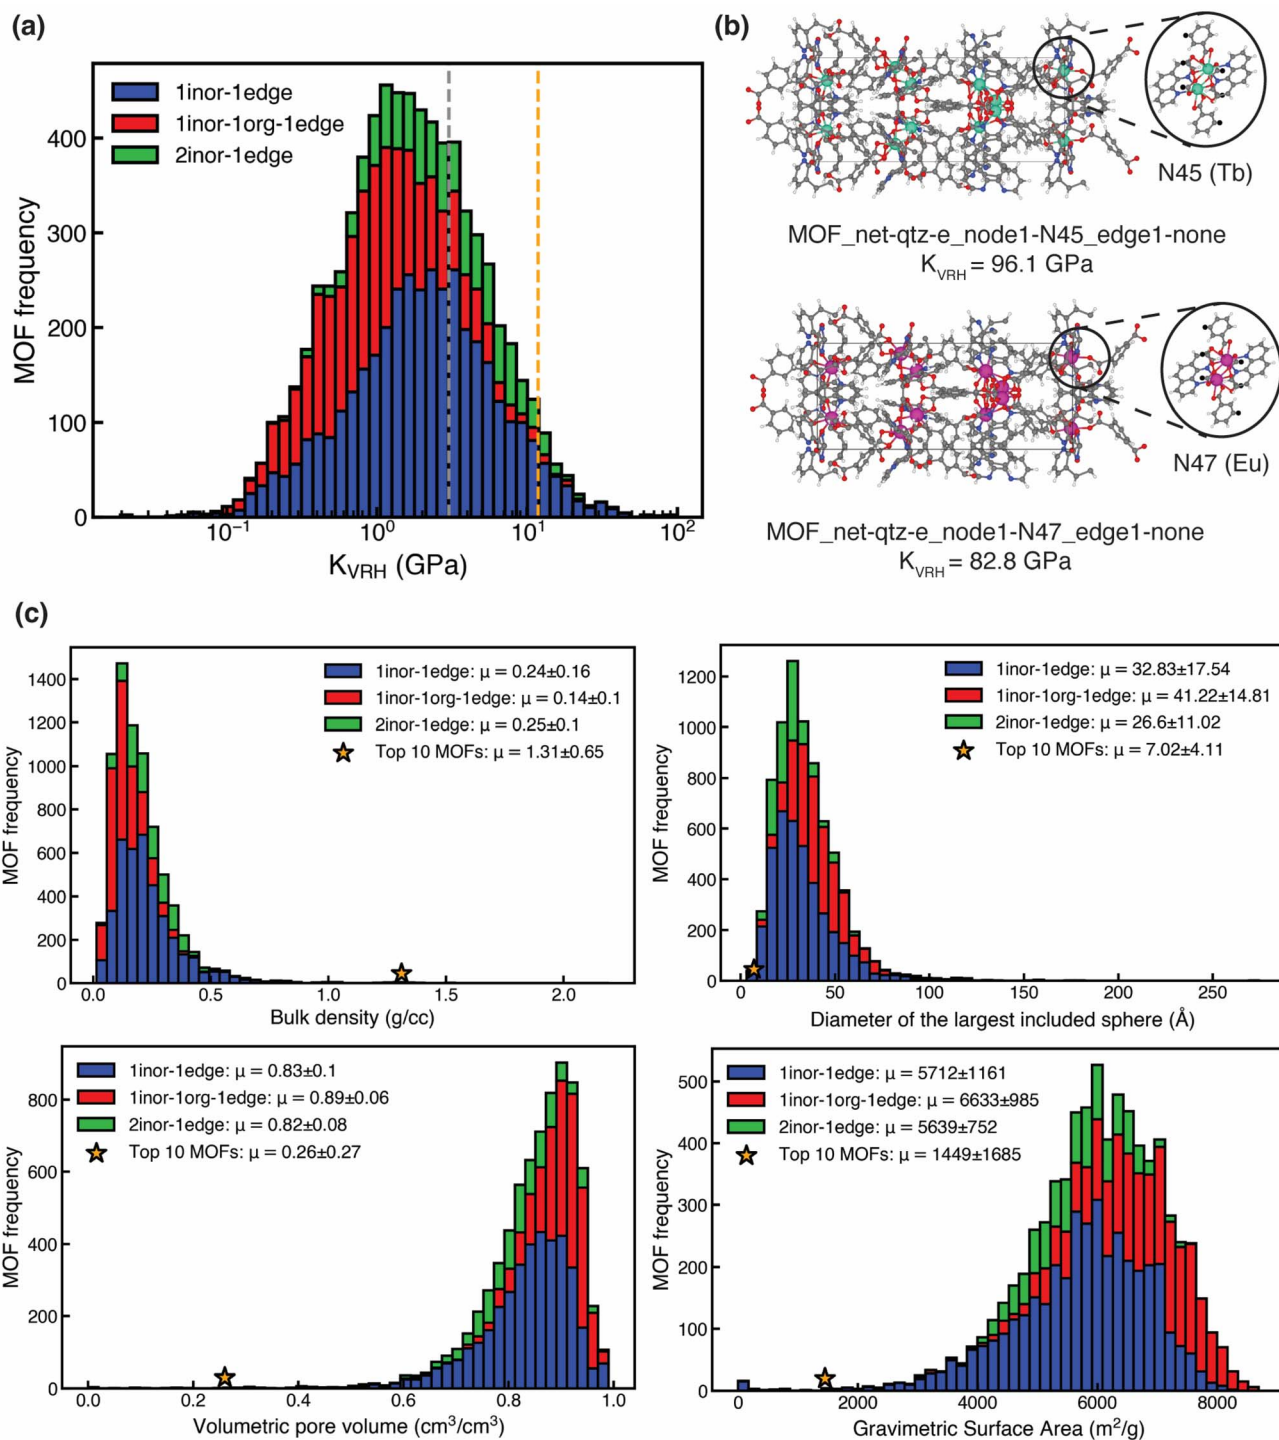 (a)
1inor-1edge
1inor-1org-1edge
2inor-1edge
MOF frequency
400
300
200
100
0
10⁻¹
10⁰
10¹
10²
K_VRH (GPa)
(b)
N45 (Tb)
MOF_net-qtz-e_node1-N45_edge1-none
K_VRH = 96.1 GPa
N47 (Eu)
MOF_net-qtz-e_node1-N47_edge1-none
K_VRH = 82.8 GPa
(c)
1inor-1edge: μ = 0.24±0.16
1inor-1org-1edge: μ = 0.14±0.1
2inor-1edge: μ = 0.25±0.1
Top 10 MOFs: μ = 1.31±0.65
MOF frequency
1400
1200
1000
800
600
400
200
0
0.0 0.5 1.0 1.5 2.0
Bulk density (g/cc)
1inor-1edge: μ = 32.83±17.54
1inor-1org-1edge: μ = 41.22±14.81
2inor-1edge: μ = 26.6±11.02
Top 10 MOFs: μ = 7.02±4.11
MOF frequency
1200
1000
800
600
400
200
0
0 50 100 150 200 250
Diameter of the largest included sphere (Å)
1inor-1edge: μ = 0.83±0.1
1inor-1org-1edge: μ = 0.89±0.06
2inor-1edge: μ = 0.82±0.08
Top 10 MOFs: μ = 0.26±0.27
MOF frequency
800
600
400
200
0
0.0 0.2 0.4 0.6 0.8 1.0
Volumetric pore volume (cm³/cm³)
1inor-1edge: μ = 5712±1161
1inor-1org-1edge: μ = 6633±985
2inor-1edge: μ = 5639±752
Top 10 MOFs: μ = 1449±1685
MOF frequency
500
400
300
200
100
0
0 2000 4000 6000 8000
Gravimetric Surface Area (m²/g)